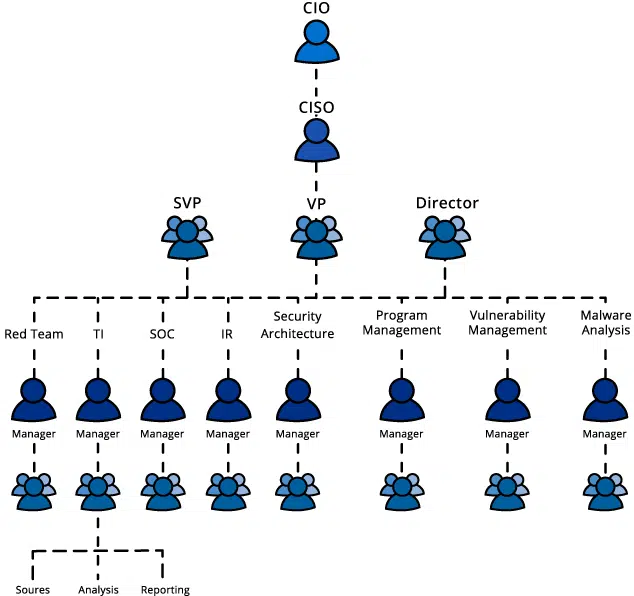 CIO
CISO
SVP
VP
Director
Red Team
TI
SOC
IR
Security
Architecture
Program
Management
Vulnerability
Management
Malware
Analysis
Manager
Manager
Manager
Manager
Manager
Manager
Manager
Manager
Soures
Analysis
Reporting